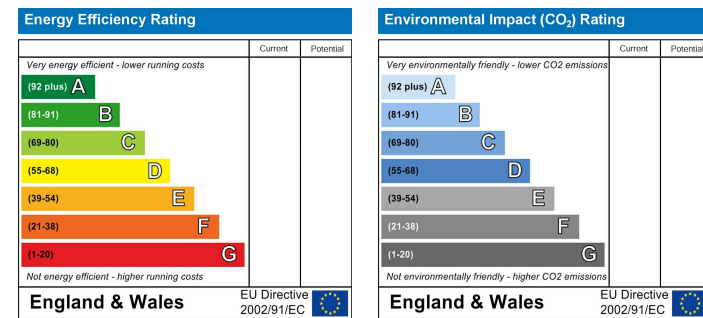 Energy Efficiency Rating
Current Potential
Very energy efficient - lower running costs
(92 plus) A
(81-91) B
(69-80) C
(55-68) D
(39-54) E
(21-38) F
(1-20) G
Not energy efficient - higher running costs
England & Wales
EU Directive
2002/91/EC
Environmental Impact (CO₂) Rating
Current Potential
Very environmentally friendly - lower CO2 emissions
(92 plus) A
(81-91) B
(69-80) C
(55-68) D
(39-54) E
(21-38) F
(1-20) G
Not environmentally friendly - higher CO2 emissions
England & Wales
EU Directive
2002/91/EC